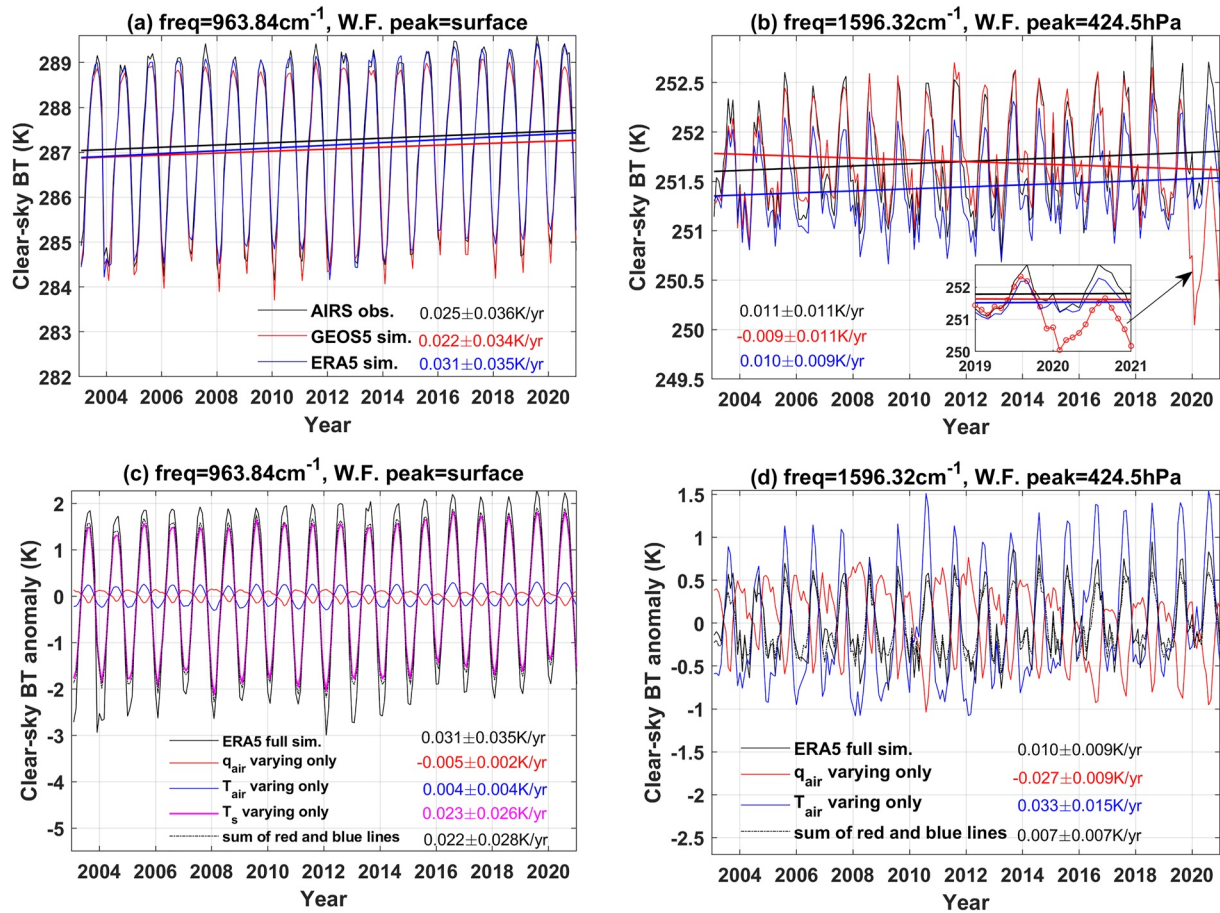 (a) freq=963.84cm⁻¹, W.F. peak=surface
Clear-sky BT (K)
289
288
287
286
285
284
283
282
AIRS obs. 0.025±0.036K/yr
GEOS5 sim. 0.022±0.034K/yr
ERA5 sim. 0.031±0.035K/yr
2004 2006 2008 2010 2012 2014 2016 2018 2020
Year
(b) freq=1596.32cm⁻¹, W.F. peak=424.5hPa
Clear-sky BT (K)
252.5
252
251.5
251
250.5
250
249.5
0.011±0.011K/yr
-0.009±0.011K/yr
0.010±0.009K/yr
252
251
250
2019 2020 2021
2004 2006 2008 2010 2012 2014 2016 2018 2020
Year
(c) freq=963.84cm⁻¹, W.F. peak=surface
Clear-sky BT anomaly (K)
2
1
0
-1
-2
-3
-4
-5
ERA5 full sim. 0.031±0.035K/yr
qair varying only -0.005±0.002K/yr
Tair varing only 0.004±0.004K/yr
Ts varying only 0.023±0.026K/yr
sum of red and blue lines 0.022±0.028K/yr
2004 2006 2008 2010 2012 2014 2016 2018 2020
Year
(d) freq=1596.32cm⁻¹, W.F. peak=424.5hPa
Clear-sky BT anomaly (K)
1.5
1
0.5
0
-0.5
-1
-1.5
-2
-2.5
ERA5 full sim. 0.010±0.009K/yr
qair varying only -0.027±0.009K/yr
Tair varing only 0.033±0.015K/yr
sum of red and blue lines 0.007±0.007K/yr
2004 2006 2008 2010 2012 2014 2016 2018 2020
Year